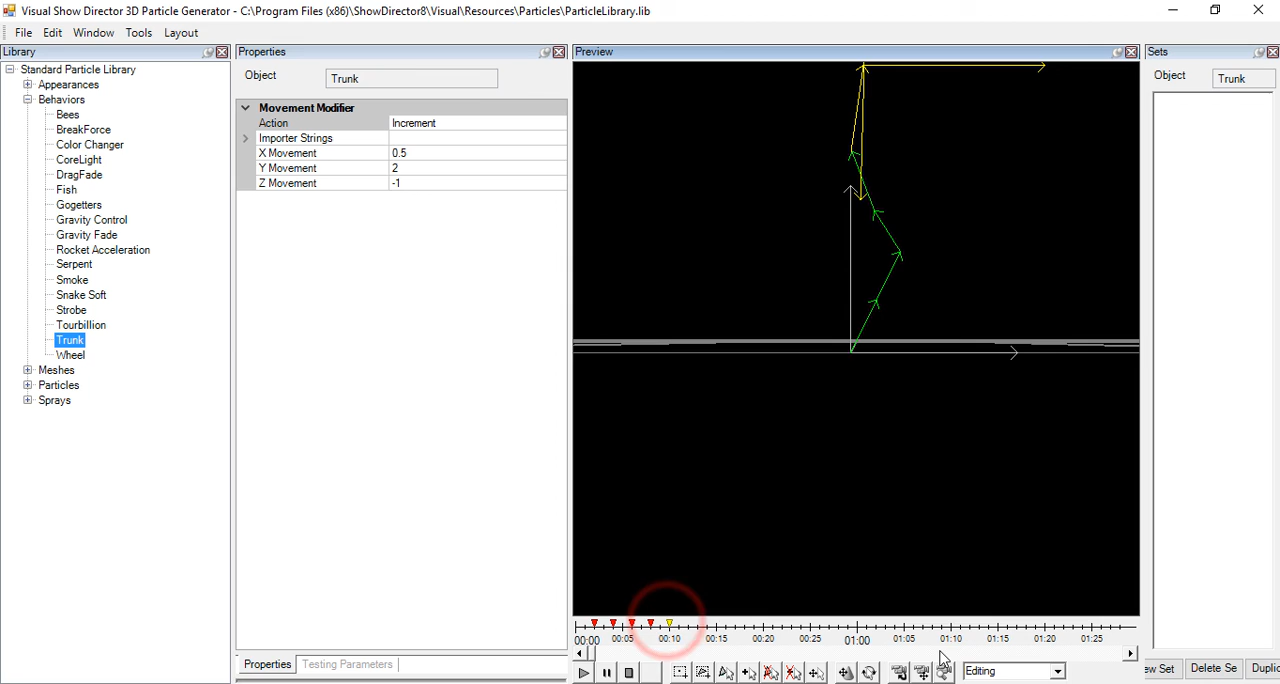 Visual Show Director 3D Particle Generator - C:\Program Files (x86)\ShowDirector8\Visual\Resources\Particles\ParticleLibrary.lib
File Edit Window Tools Layout
Library
Standard Particle Library
Appearances
Behaviors
Bees
BreakForce
Color Changer
CoreLight
DragFade
Fish
Gogetters
Gravity Control
Gravity Fade
Rocket Acceleration
Serpent
Smoke
Snake Soft
Strobe
Tourbillion
Trunk
Wheel
Meshes
Particles
Sprays
Properties
Object Trunk
Movement Modifier
Action Increment
Importer Strings
X Movement 0.5
Y Movement 2
Z Movement -1
Properties Testing Parameters
Preview
00:00 00:05 00:10 00:15 00:20 00:25 01:00 01:05 01:10 01:15 01:20 01:25
Editing
Sets
Object Trunk
ew Set Delete Se Duplic